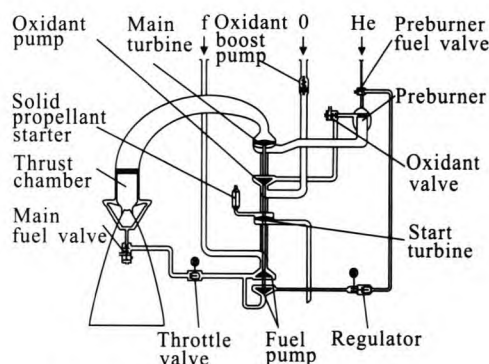 Oxidant
pump
Main
turbine
f
Oxidant
boost
pump
0
He
Preburner
fuel valve
Preburner
Solid
propellant
starter
Oxidant
valve
Thrust
chamber
Main
fuel valve
Start
turbine
Throttle
valve
Fuel
pump
Regulator